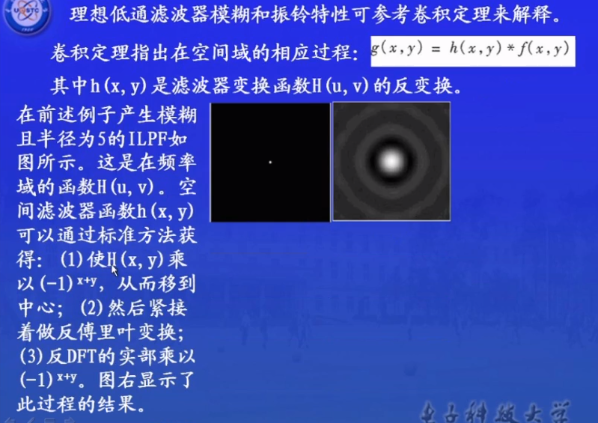 理想低通滤波器模糊和振铃特性可参考卷积定理来解释。
卷积定理指出在空间域的相应过程：g(x,y) = h(x,y)*f(x,y)
其中h(x,y)是滤波器变换函数H(u,v)的反变换。
在前述例子产生模糊
且半径为5的ILPF如
图所示。这是在频率
域的函数H(u,v)。空
间滤波器函数h(x,y)
可以通过标准方法获
得：(1)使H(x,y)乘
以(-1)x+y，从而移到
中心；(2)然后紧接
着做反傅里叶变换；
(3)反DFT的实部乘以
(-1)x+y。图右显示了
此过程的结果。
电子科技大学